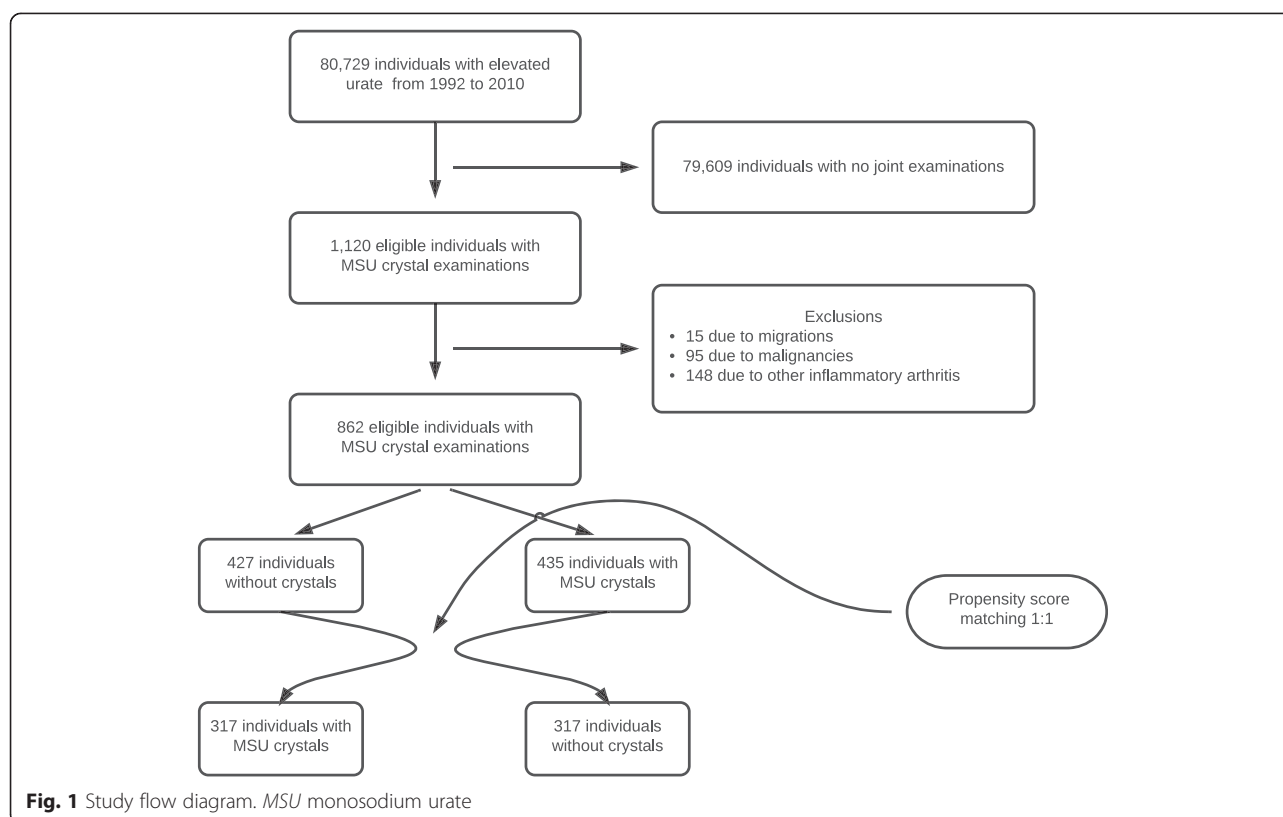 80,729 individuals with elevated
urate from 1992 to 2010
79,609 individuals with no joint examinations
1,120 eligible individuals with
MSU crystal examinations
Exclusions
• 15 due to migrations
• 95 due to malignancies
• 148 due to other inflammatory arthritis
862 eligible individuals with
MSU crystal examinations
427 individuals
without crystals
435 individuals with
MSU crystals
Propensity score
matching 1:1
317 individuals with
MSU crystals
317 individuals
without crystals
Fig. 1 Study flow diagram. MSU monosodium urate